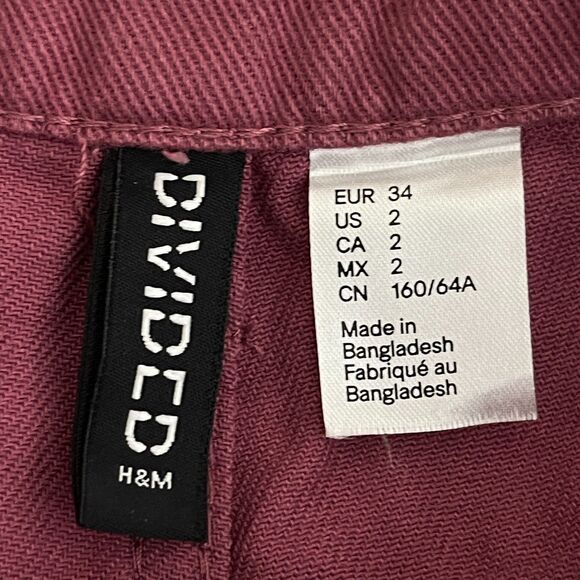 DIVIDED
H&M
EUR 34
US 2
CA 2
MX 2
CN 160/64A
Made in
Bangladesh
Fabriqué au
Bangladesh